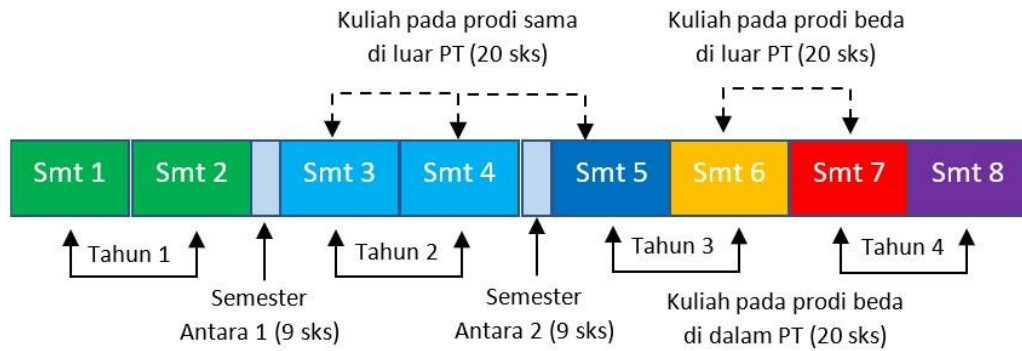 Kuliah pada prodi sama
di luar PT (20 sks)
Kuliah pada prodi beda
di luar PT (20 sks)
Smt 1
Smt 2
Smt 3
Smt 4
Smt 5
Smt 6
Smt 7
Smt 8
Tahun 1
Tahun 2
Tahun 3
Tahun 4
Semester
Antara 1 (9 sks)
Semester
Antara 2 (9 sks)
Kuliah pada prodi beda
di dalam PT (20 sks)